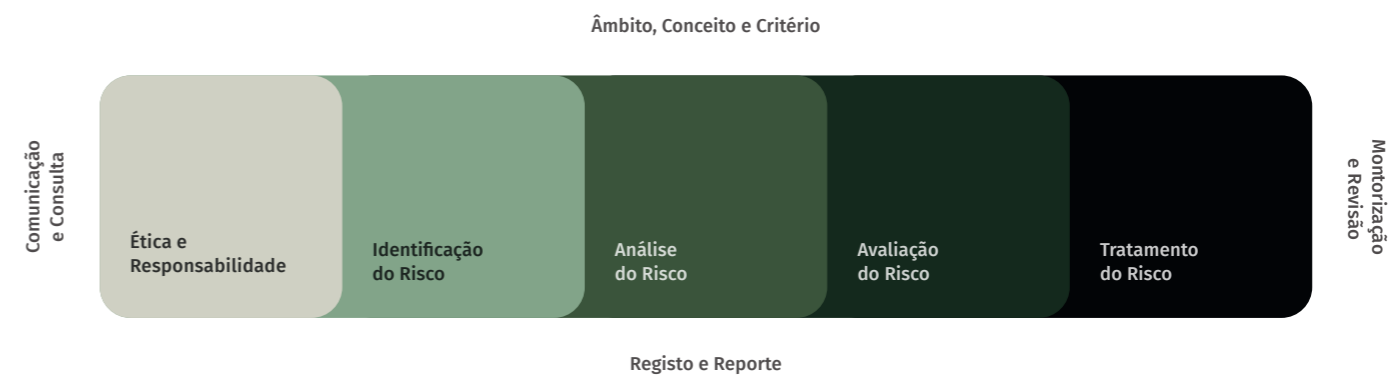 Âmbito, Conceito e Critério
Comunicação
e Consulta
Ética e
Responsabilidade
Identificação
do Risco
Análise
do Risco
Avaliação
do Risco
Tratamento
do Risco
Montorização
e Revisão
Registo e Reporte